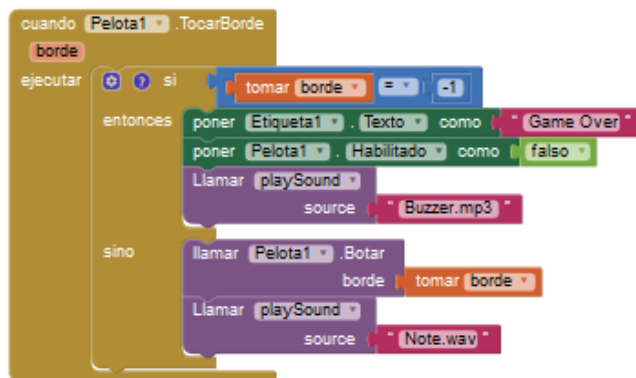 cuando Pelota1 .TocarBorde
borde
ejecutar si tomar borde = -1
entonces poner Etiqueta1 . Texto como " Game Over "
poner Pelota1 . Habilitado como falso
Llamar playSound
source " Buzzer.mp3 "
sino llamar Pelota1 .Botar
borde tomar borde
Llamar playSound
source " Note.wav "